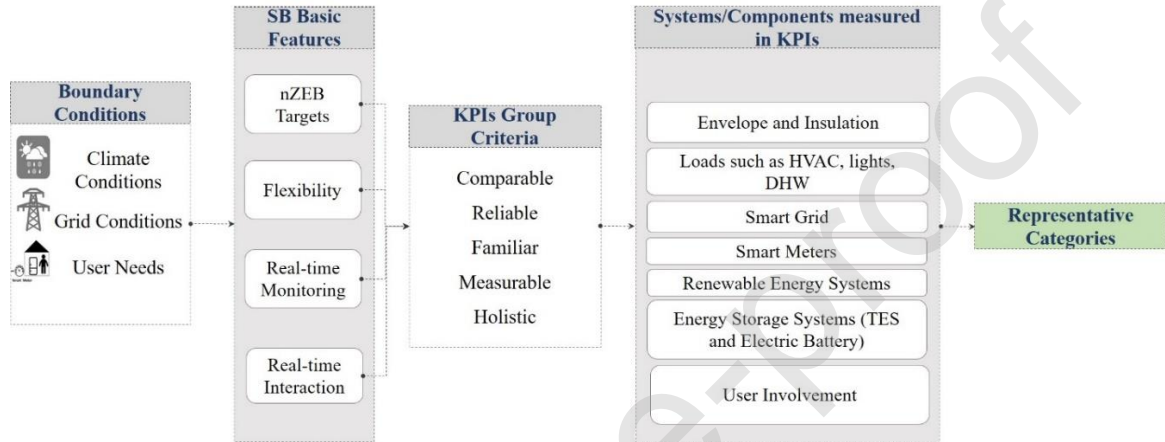 Boundary
Conditions
Climate
Conditions
Grid Conditions
User Needs
SB Basic
Features
nZEB
Targets
Flexibility
Real-time
Monitoring
Real-time
Interaction
KPIs Group
Criteria
Comparable
Reliable
Familiar
Measurable
Holistic
Systems/Components measured
in KPIs
Envelope and Insulation
Loads such as HVAC, lights,
DHW
Smart Grid
Smart Meters
Renewable Energy Systems
Energy Storage Systems (TES
and Electric Battery)
User Involvement
Representative
Categories
e-proof